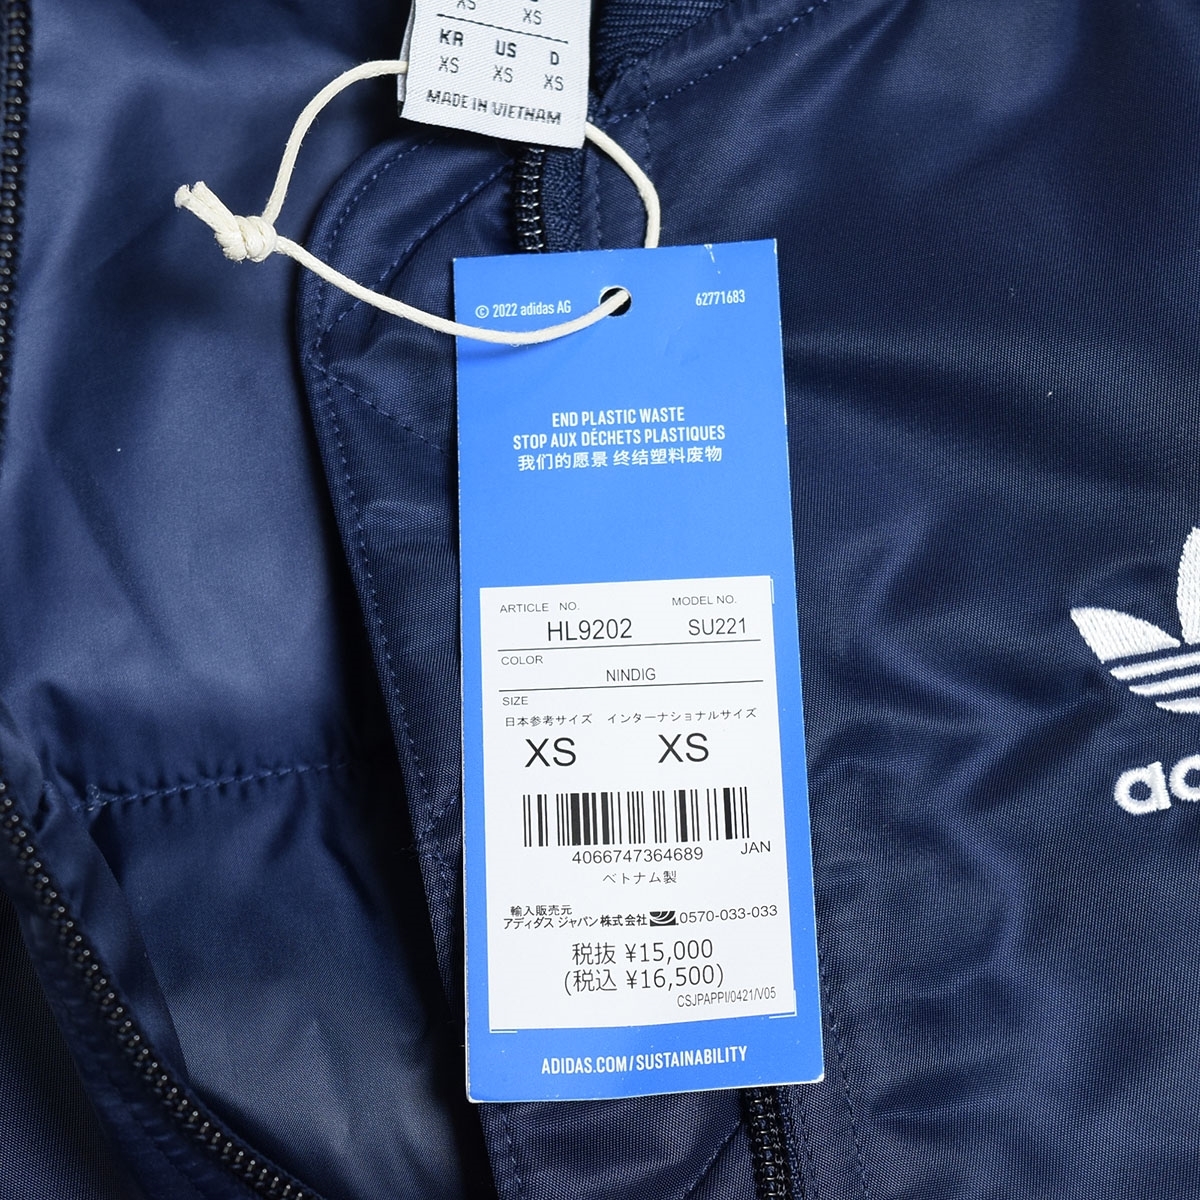 XS XS
KR US D
XS XS XS
MADE IN VIETNAM
© 2022 adidas AG 62771683
END PLASTIC WASTE
STOP AUX DÉCHETS PLASTIQUES
我们的愿景 终结塑料废物
ARTICLE NO. MODEL NO.
HL9202 SU221
COLOR
NINDIG
SIZE
日本参考サイズ インターナショナルサイズ
XS XS
4066747364689 JAN
ベトナム製
輸入販売元
アディダス ジャパン株式会社 0570-033-033
税抜 ¥15,000
(税込 ¥16,500)
CSJPAPPI/0421/V05
ADIDAS.COM/SUSTAINABILITY
ad